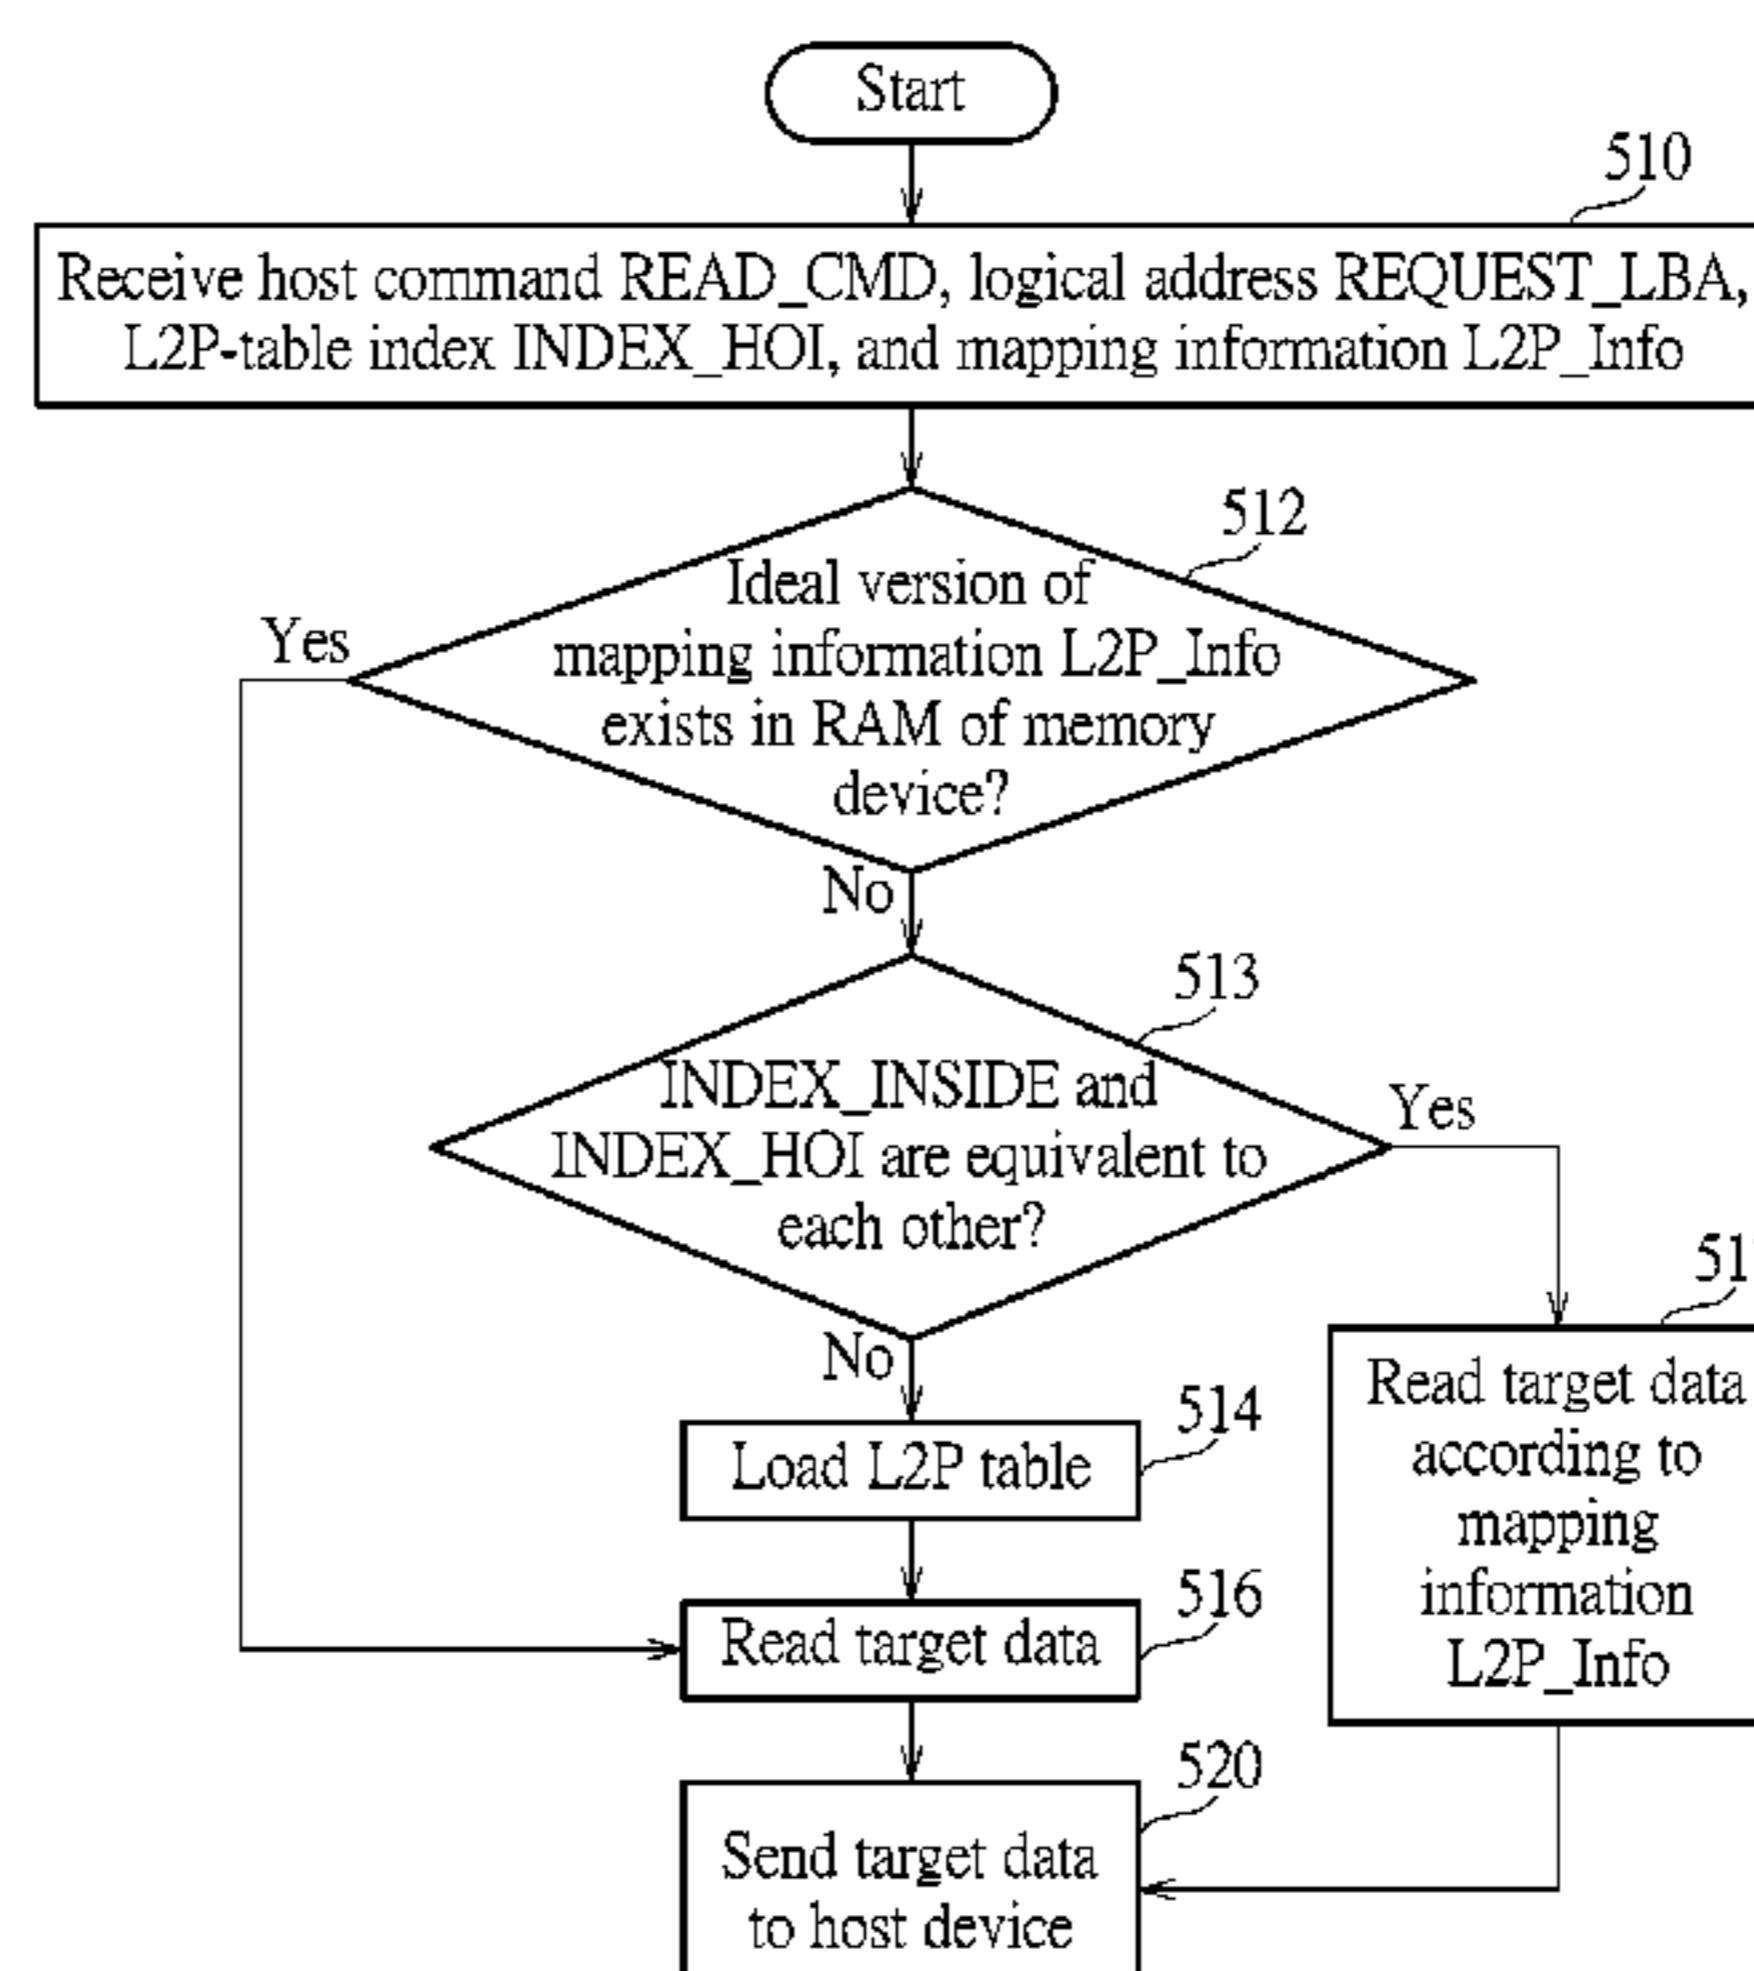 Start
510
Receive host command READ_CMD, logical address REQUEST_LBA,
L2P-table index INDEX_HOI, and mapping information L2P_Info
512
Ideal version of
mapping information L2P_Info
exists in RAM of memory
device?
Yes
No
513
INDEX_INSIDE and
INDEX_HOI are equivalent to
each other?
Yes
No
514
Load L2P table
Read target data
according to
mapping
information
L2P_Info
516
Read target data
520
Send target data
to host device